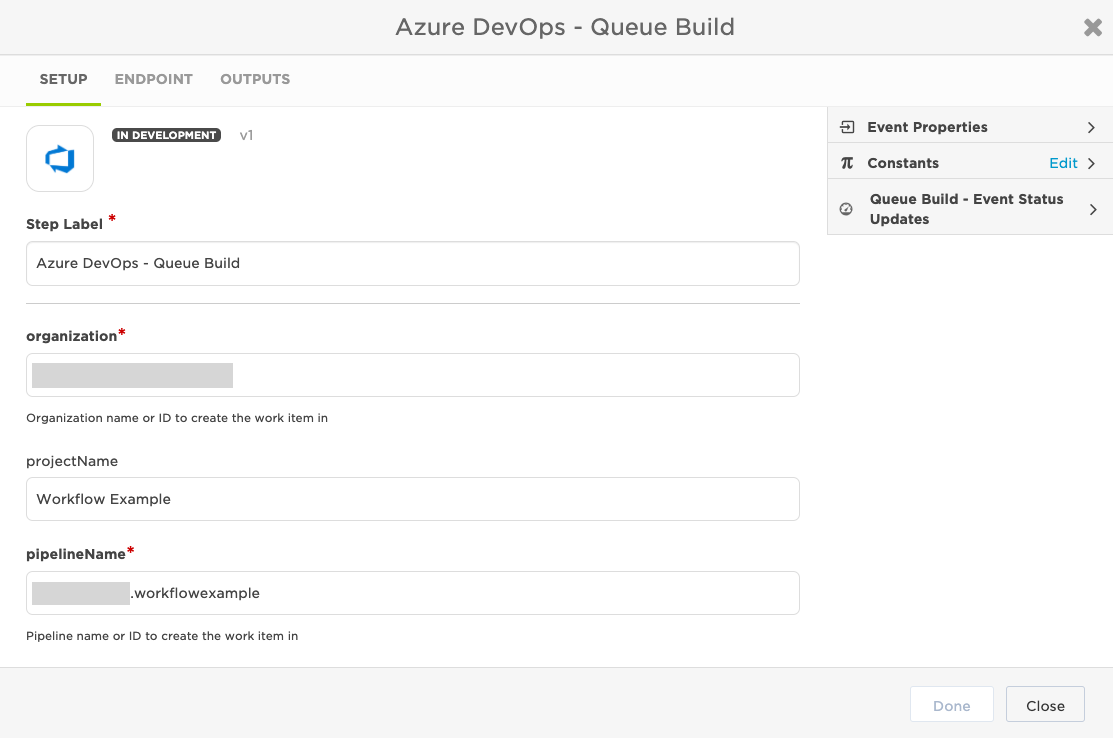 Azure DevOps - Queue Build
SETUP ENDPOINT OUTPUTS
IN DEVELOPMENT v1
Step Label *
Azure DevOps - Queue Build
organization*
Organization name or ID to create the work item in
projectName
Workflow Example
pipelineName*
.workflowexample
Pipeline name or ID to create the work item in
Event Properties
Constants Edit
Queue Build - Event Status
Updates
Done Close